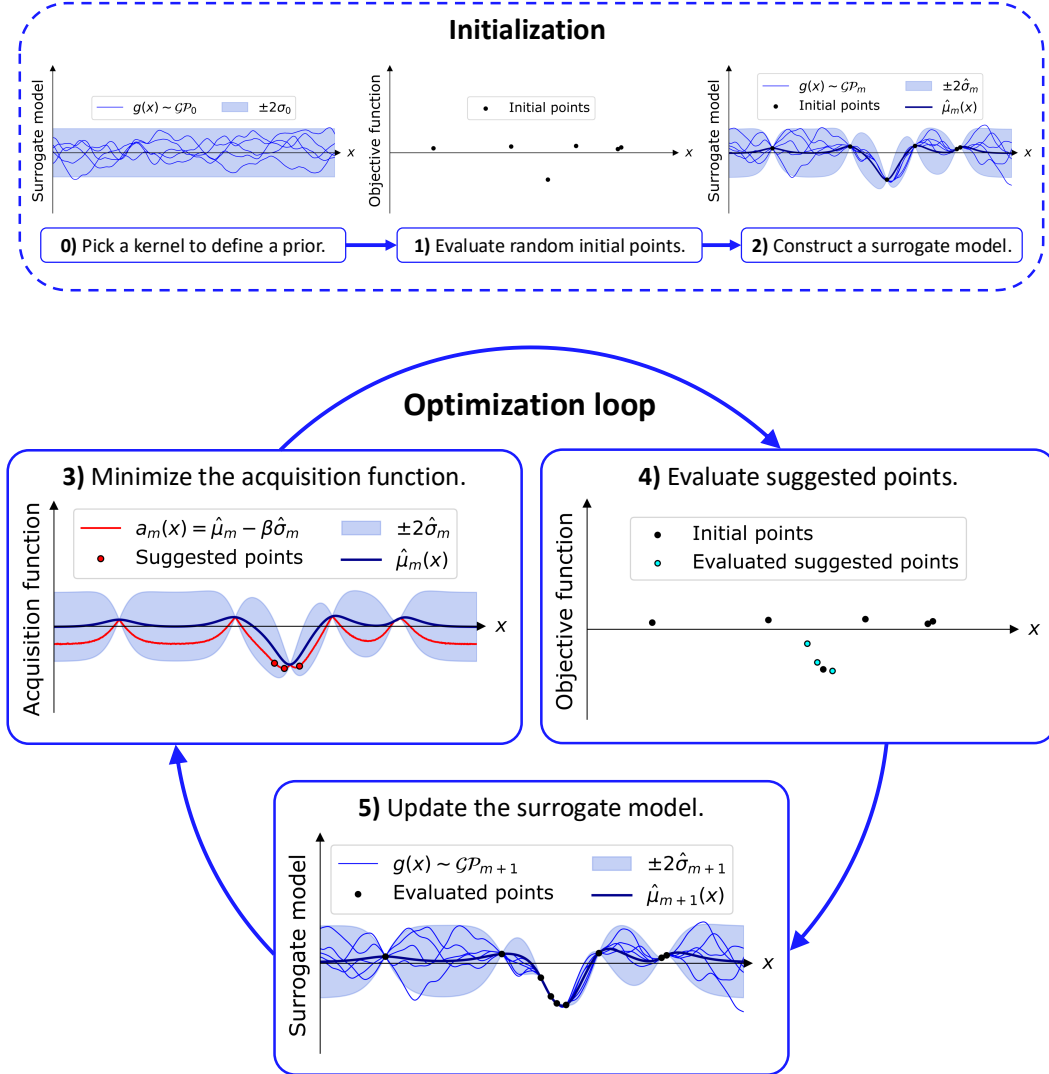 Initialization
Surrogate model
g(x) ~ 𝒢𝒫₀
±2σ₀
x
0) Pick a kernel to define a prior.
Objective function
Initial points
x
1) Evaluate random initial points.
Surrogate model
g(x) ~ 𝒢𝒫ₘ
±2σ̂ₘ
Initial points
μ̂ₘ(x)
x
2) Construct a surrogate model.
Optimization loop
3) Minimize the acquisition function.
Acquisition function
aₘ(x) = μ̂ₘ − βσ̂ₘ
±2σ̂ₘ
Suggested points
μ̂ₘ(x)
x
4) Evaluate suggested points.
Objective function
Initial points
Evaluated suggested points
x
5) Update the surrogate model.
Surrogate model
g(x) ~ 𝒢𝒫ₘ₊₁
±2σ̂ₘ₊₁
Evaluated points
μ̂ₘ₊₁(x)
x